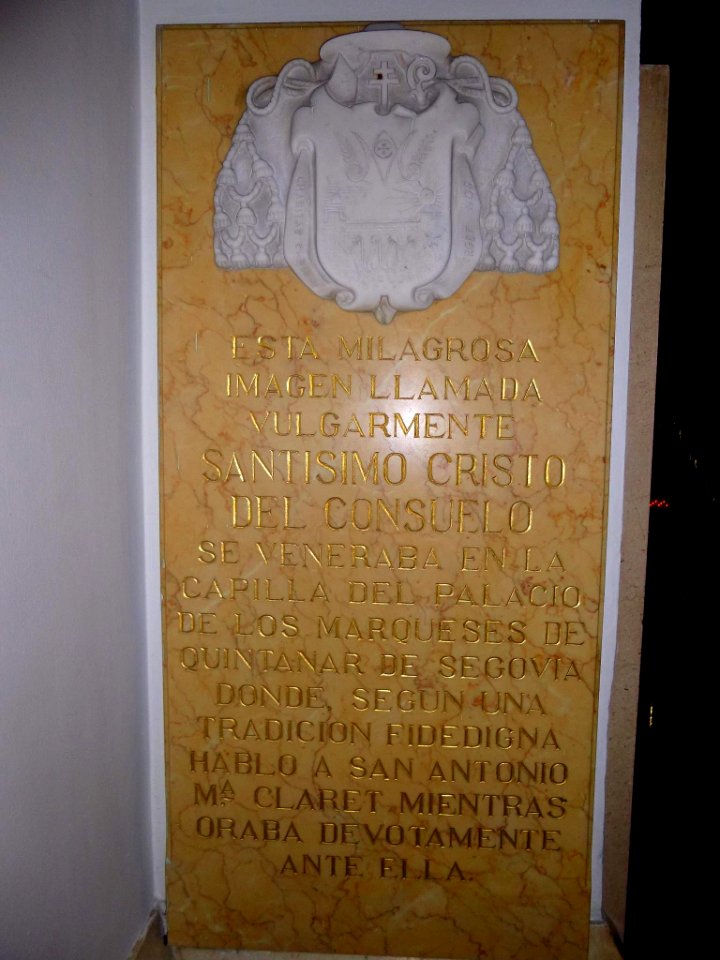 ESTA MILAGROSA
IMAGEN LLAMADA
VULGARMENTE
SANTISIMO CRISTO
DEL CONSUELO
SE VENERABA EN LA
CAPILLA DEL PALACIO
DE LOS MARQUESES DE
QUINTANAR DE SEGOVIA
DONDE, SEGUN UNA
TRADICION FIDEDIGNA
HABLO A SAN ANTONIO
Mª CLARET MIENTRAS
ORABA DEVOTAMENTE
ANTE ELLA.